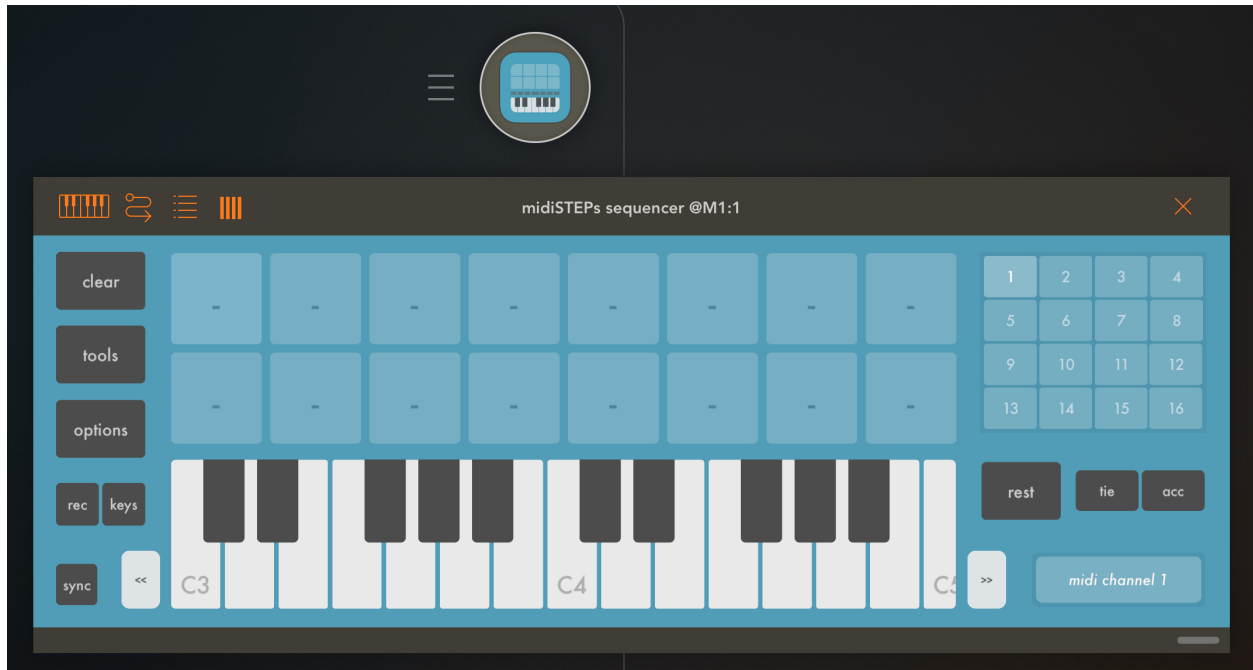 midiSTEPs sequencer @M1:1
clear
- - - - - - - -
1 2 3 4
5 6 7 8
tools
- - - - - - - -
9 10 11 12
13 14 15 16
options
rec keys
rest tie acc
sync << C3 C4 C5 >> midi channel 1